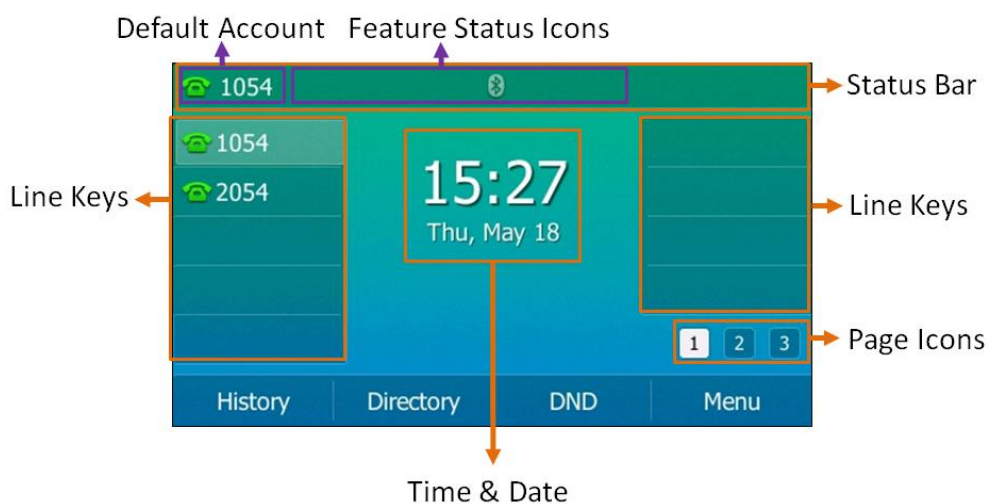 Default Account Feature Status Icons
1054
Status Bar
1054
2054
Line Keys
15:27
Thu, May 18
Line Keys
1 2 3
Page Icons
History Directory DND Menu
Time & Date